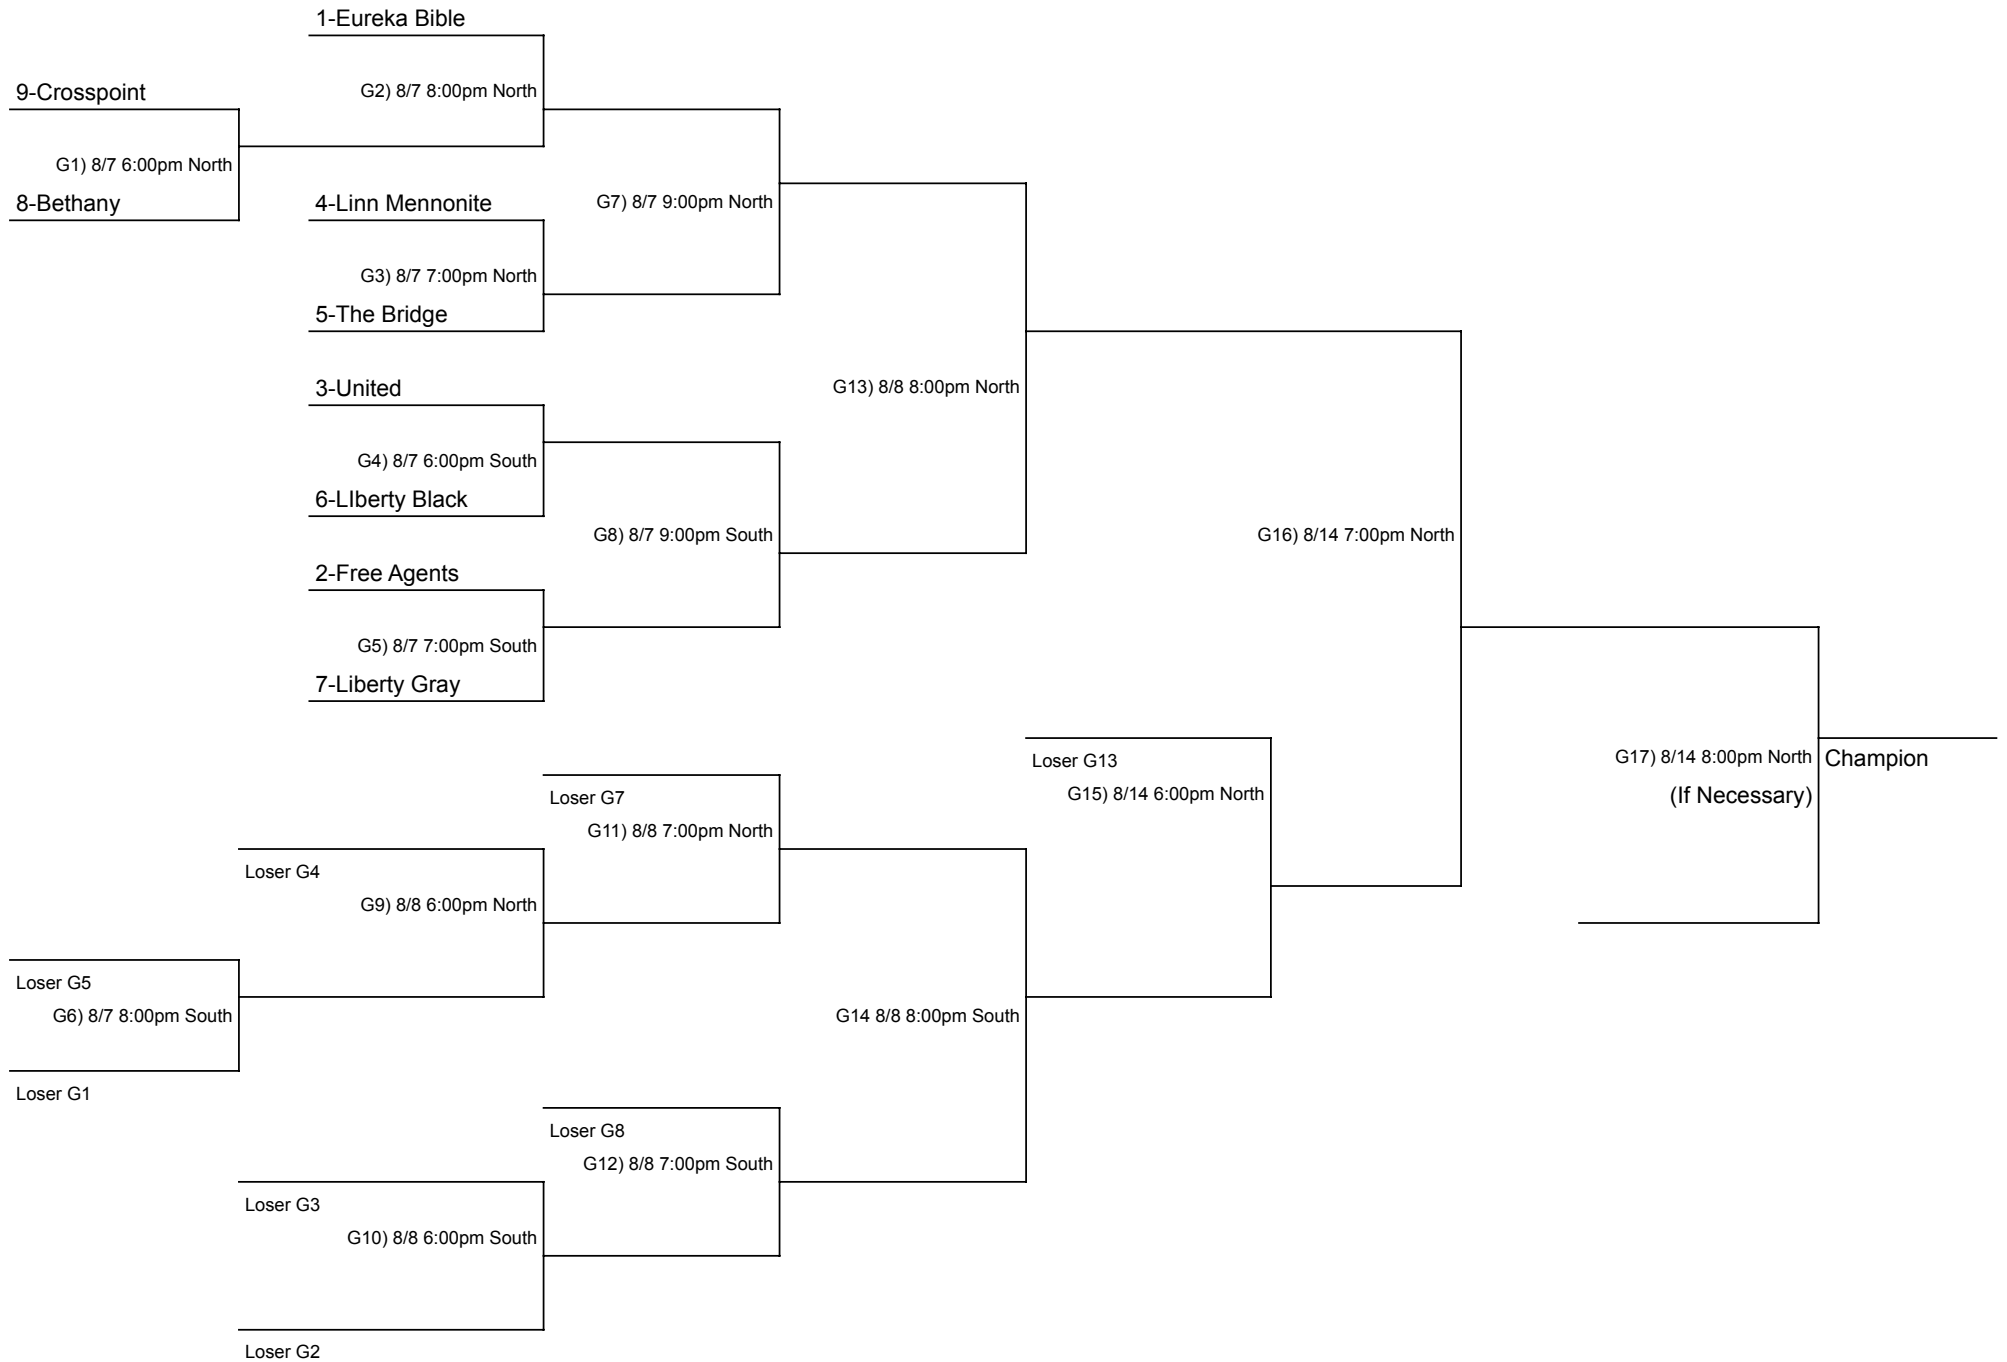 1-Eureka Bible
9-Crosspoint
G2) 8/7 8:00pm North
G1) 8/7 6:00pm North
8-Bethany
4-Linn Mennonite
G7) 8/7 9:00pm North
G3) 8/7 7:00pm North
5-The Bridge
3-United
G13) 8/8 8:00pm North
G4) 8/7 6:00pm South
6-LIberty Black
G8) 8/7 9:00pm South
G16) 8/14 7:00pm North
2-Free Agents
G5) 8/7 7:00pm South
7-Liberty Gray
Loser G13
G17) 8/14 8:00pm North
Champion
Loser G7
G15) 8/14 6:00pm North
(If Necessary)
G11) 8/8 7:00pm North
Loser G4
G9) 8/8 6:00pm North
Loser G5
G6) 8/7 8:00pm South
G14 8/8 8:00pm South
Loser G1
Loser G8
G12) 8/8 7:00pm South
Loser G3
G10) 8/8 6:00pm South
Loser G2